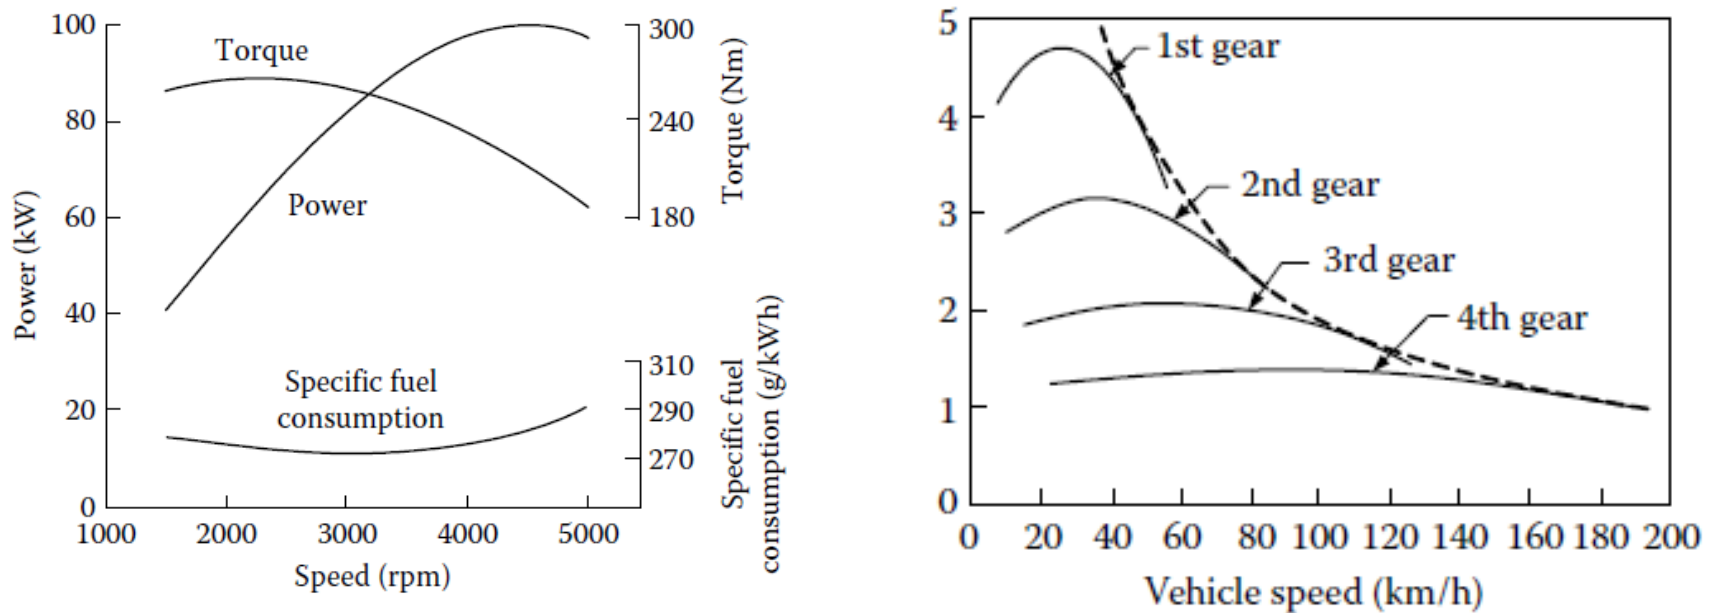 100
80
60
40
20
0
Power (kW)
Torque
Power
Specific fuel
consumption
300
240
180
Torque (Nm)
310
290
270
Specific fuel
consumption (g/kWh)
1000 2000 3000 4000 5000
Speed (rpm)
5
4
3
2
1
0
1st gear
2nd gear
3rd gear
4th gear
0 20 40 60 80 100 120 140 160 180 200
Vehicle speed (km/h)